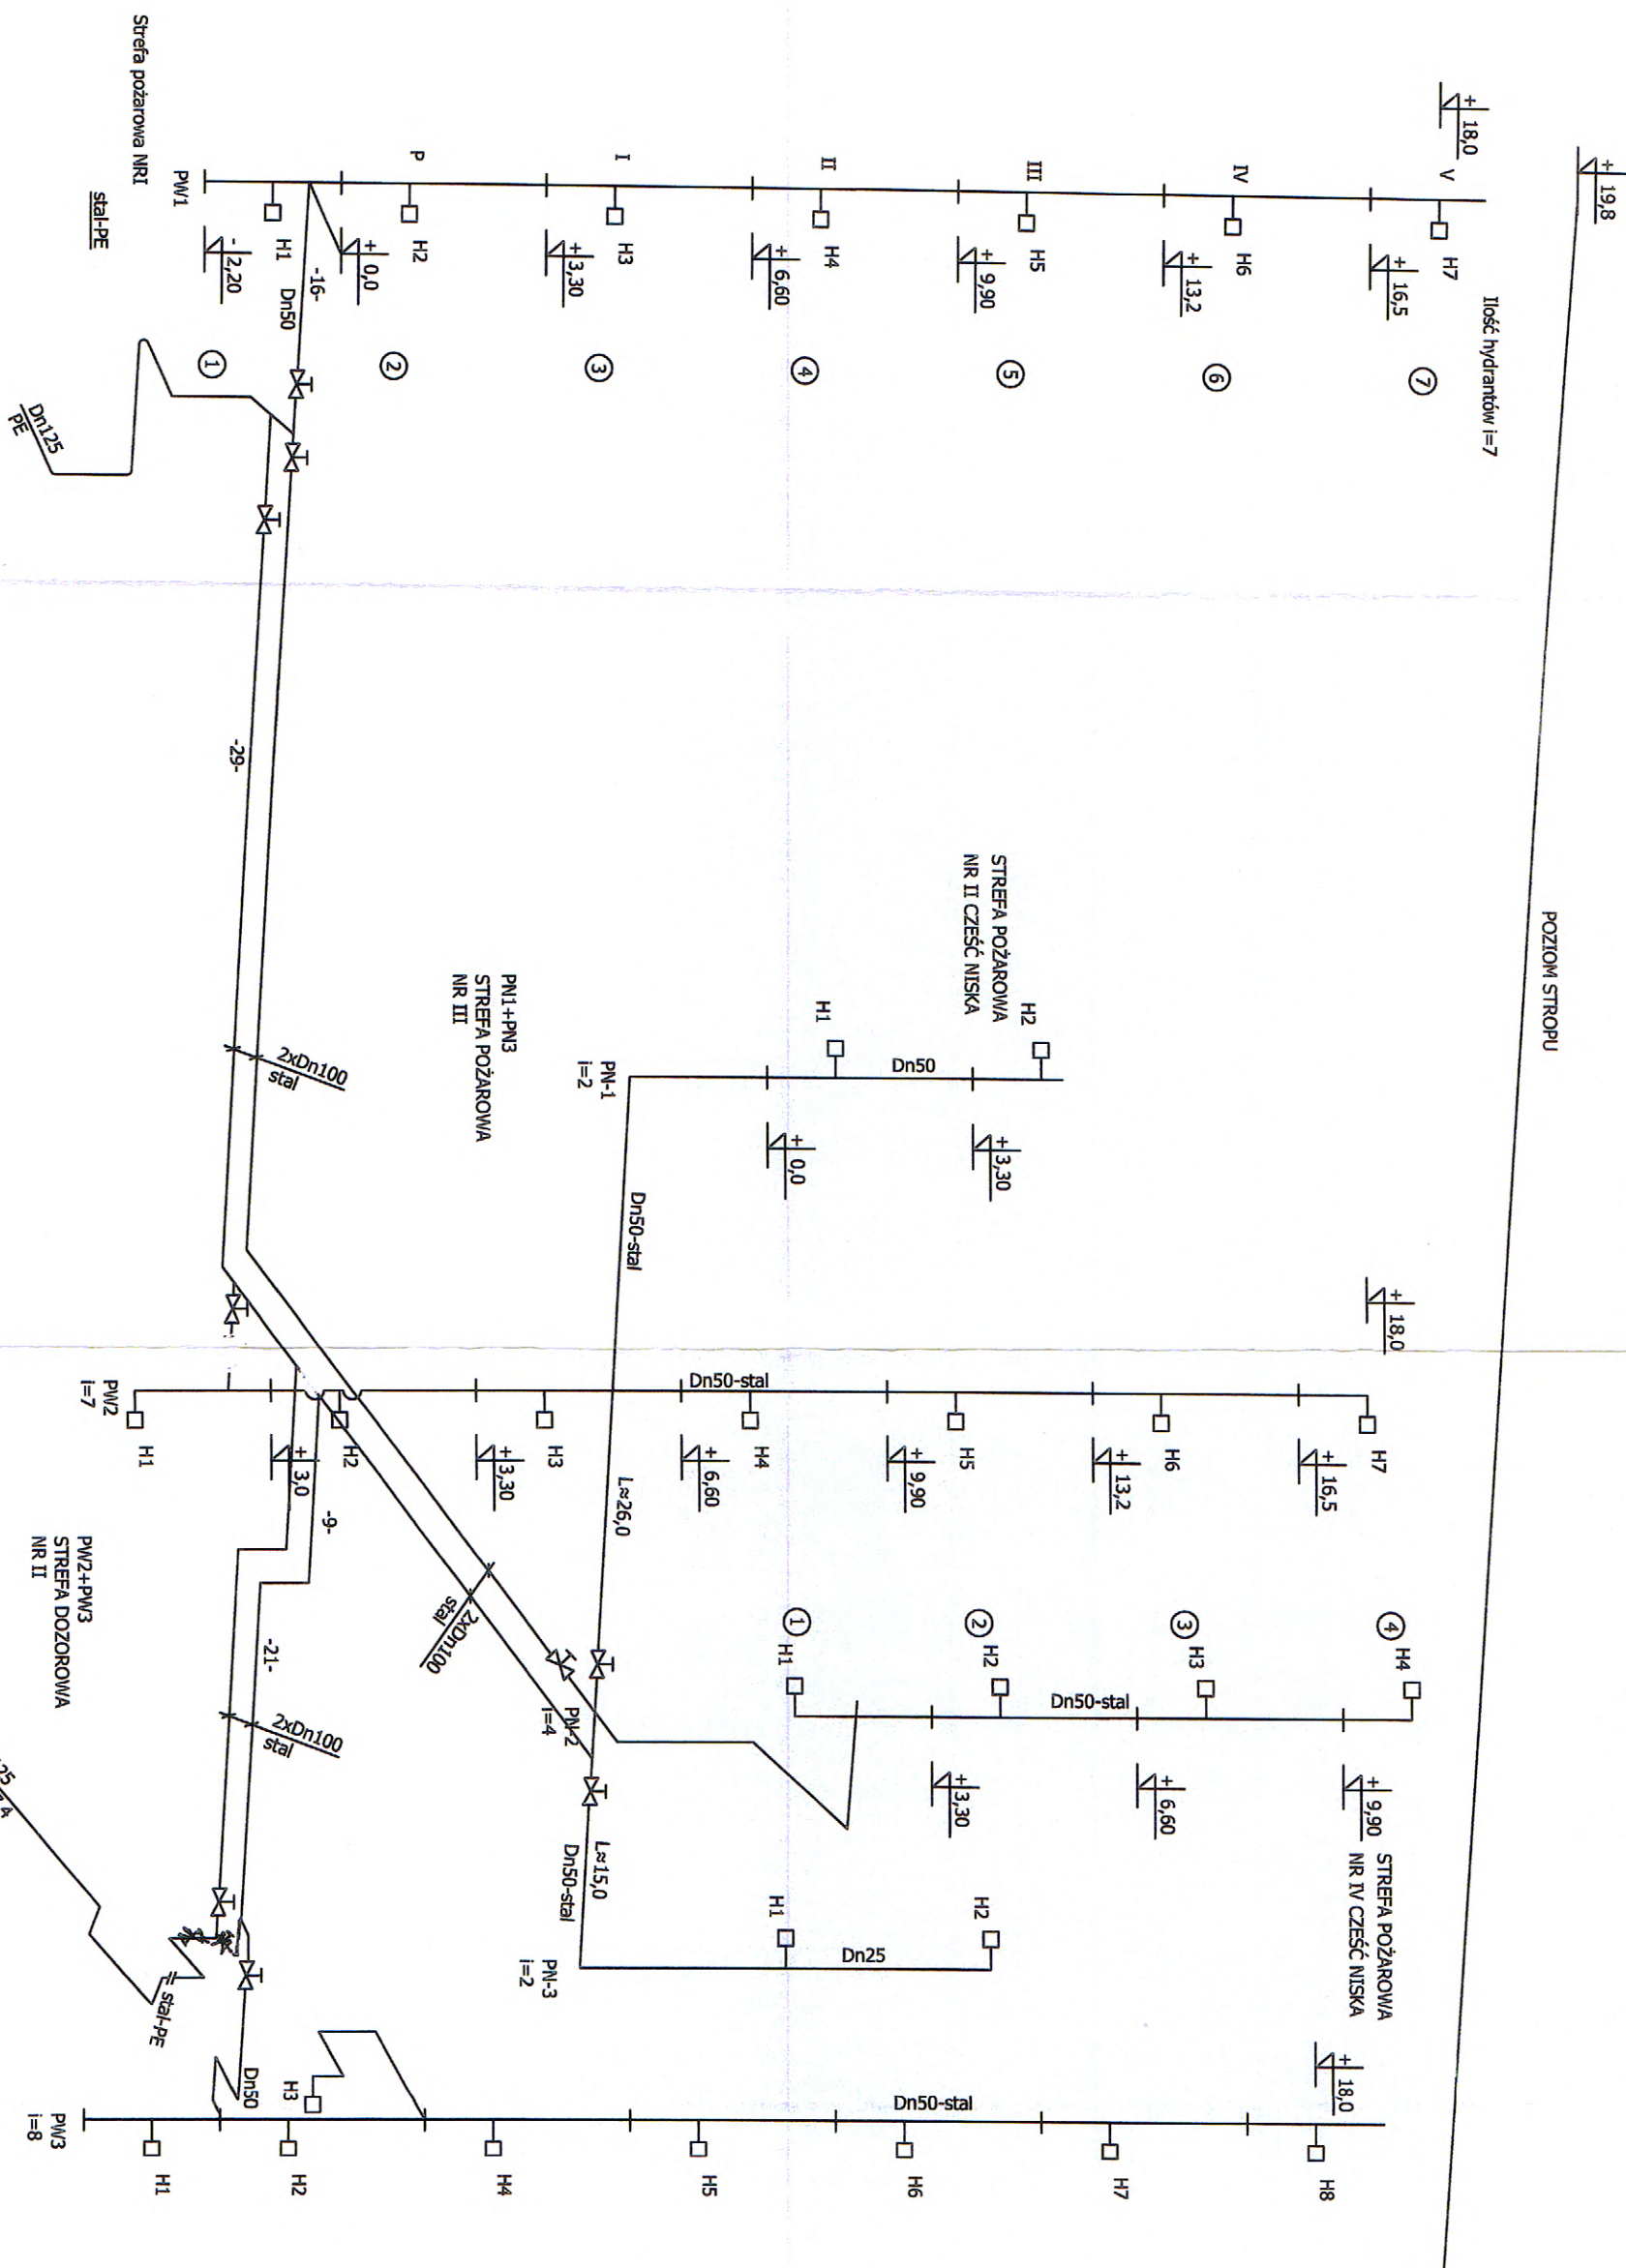 + 19,8
POZIOM STROPU
Ilość hydrantów i=7
+ 18,0
V
H7
+ 16,5
7
IV
H6
+ 13,2
6
III
H5
+ 9,90
5
II
H4
+ 6,60
4
I
H3
+ 3,30
3
P
H2
+ 0,0
2
H1
- 2,20
1
PW1
Strefa pożarowa NRI
stal-PE
-16-
Dn50
Dn125
PE
-29-
2xDn100
stal
STREFA POŻAROWA
NR II CZEŚĆ NISKA
H2
H1
Dn50
+ 3,30
+ 0,0
PN-1
i=2
PN1+PN3
STREFA POŻAROWA
NR III
Dn50-stal
L≈26,0
+ 18,0
H7
+ 16,5
H6
+ 13,2
H5
+ 9,90
Dn50-stal
H4
+ 6,60
H3
+ 3,30
H2
+ 3,0
H1
PW2
i=7
-9-
PW2+PW3
STREFA DOZOROWA
NR II
-21-
2xDn100
stal
2xDn100
stal
4
H4
3
H3
Dn50-stal
2
H2
1
H1
+ 9,90
+ 6,60
+ 3,30
STREFA POŻAROWA
NR IV CZEŚĆ NISKA
PN-2
i=4
L≈15,0
Dn50-stal
H2
H1
Dn25
PN-3
i=2
stal-PE
Dn50
+ 18,0
Dn50-stal
H8
H7
H6
H5
H4
H3
H2
H1
PW3
i=8